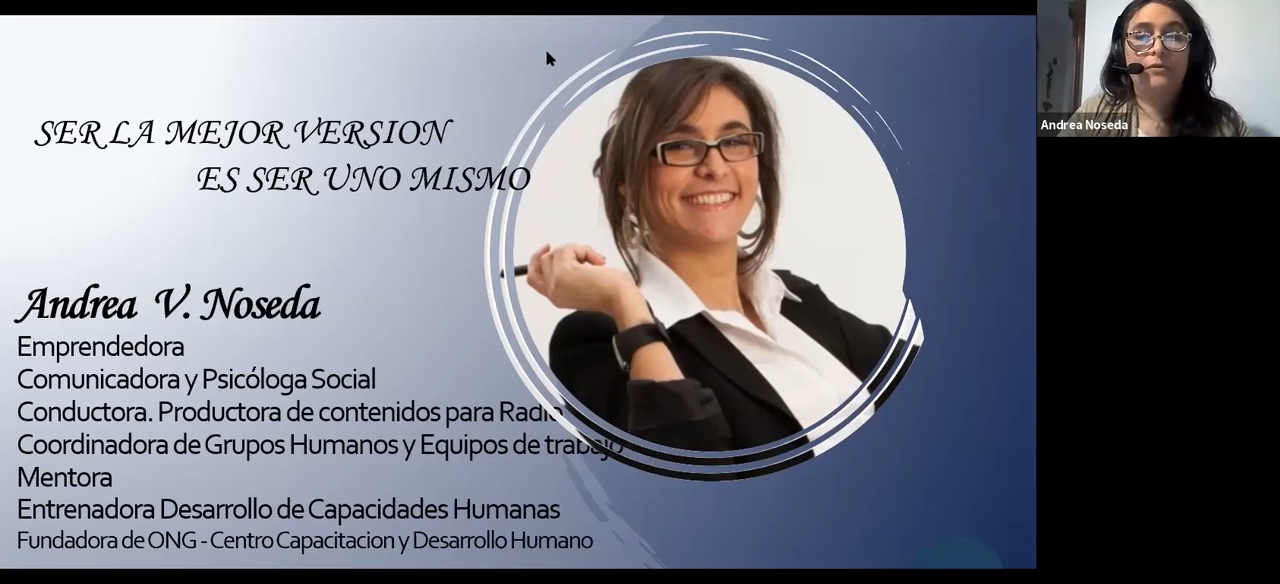 SER LA MEJOR VERSION
ES SER UNO MISMO
Andrea V. Noseda
Emprendedora
Comunicadora y Psicóloga Social
Conductora. Productora de contenidos para Radio
Coordinadora de Grupos Humanos y Equipos de trabajo
Mentora
Entrenadora Desarrollo de Capacidades Humanas
Fundadora de ONG - Centro Capacitacion y Desarrollo Humano
Andrea Noseda